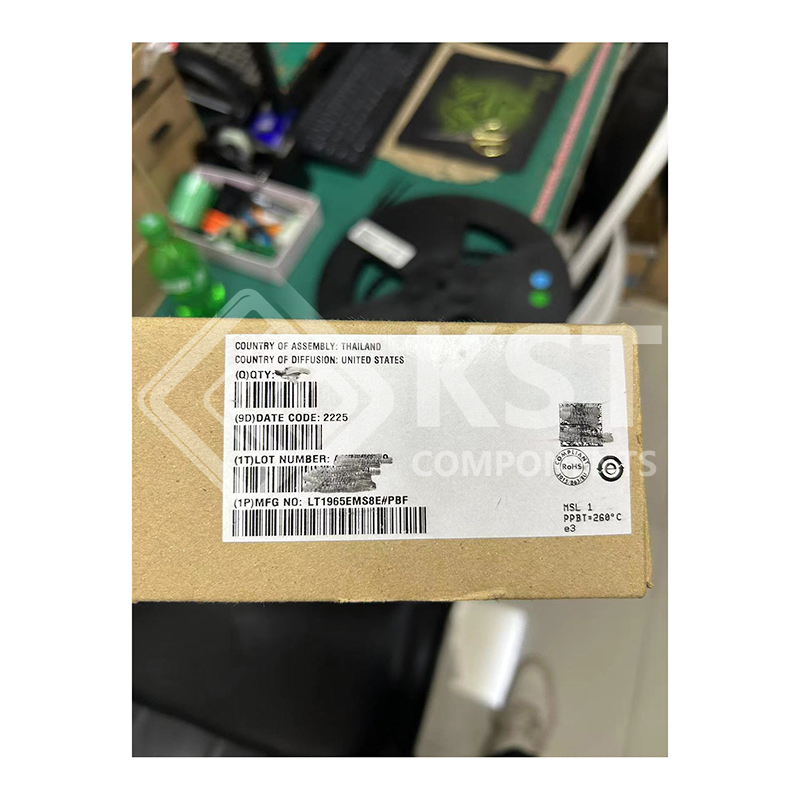 COUNTRY OF ASSEMBLY: THAILAND
COUNTRY OF DIFFUSION: UNITED STATES
(Q)QTY:
(9D)DATE CODE: 2225
(1T)LOT NUMBER:
(1P)MFG NO: LT1965EMS8E#PBF
COMPLIANT
RoHS
MSL 1
PPBT=260°C
e3
KST
COMPONENTS